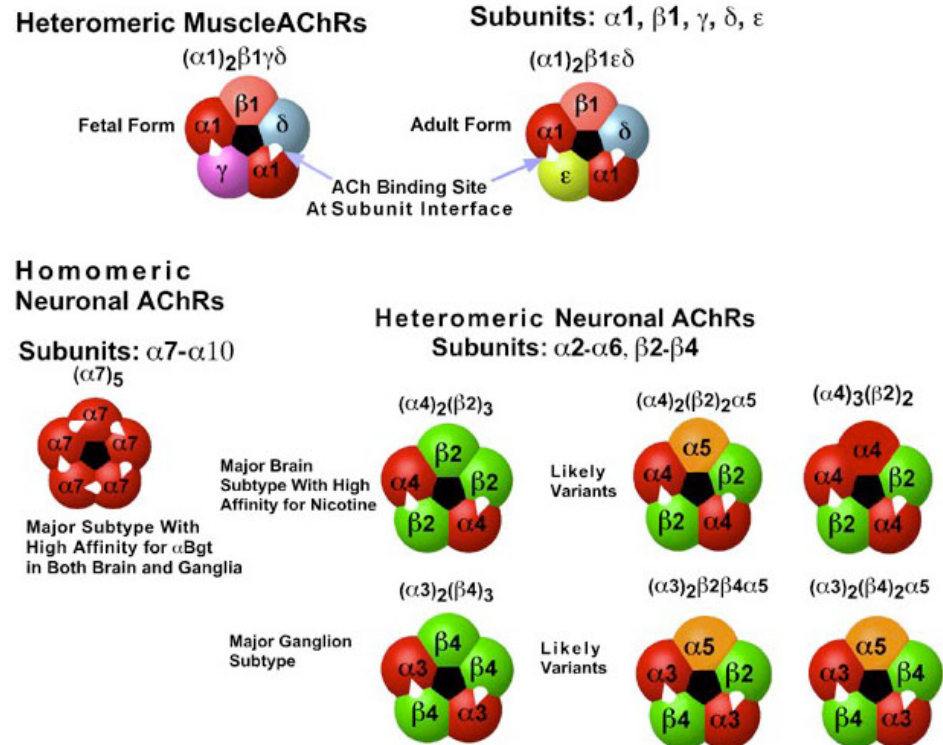 Heteromeric MuscleAChRs
Subunits: α1, β1, γ, δ, ε
(α1)2β1γδ
(α1)2β1εδ
Fetal Form
β1
α1
δ
γ
α1
Adult Form
β1
α1
δ
ε
α1
ACh Binding Site
At Subunit Interface
Homomeric
Neuronal AChRs
Subunits: α7-α10
(α7)5
α7
α7
α7
α7
α7
Major Subtype With
High Affinity for αBgt
in Both Brain and Ganglia
Heteromeric Neuronal AChRs
Subunits: α2-α6, β2-β4
(α4)2(β2)3
(α4)2(β2)2α5
(α4)3(β2)2
Major Brain
Subtype With High
Affinity for Nicotine
β2
α4
β2
β2
α4
Likely
Variants
α5
α4
β2
β2
α4
α4
α4
β2
β2
α4
(α3)2(β4)3
(α3)2β2β4α5
(α3)2(β4)2α5
Major Ganglion
Subtype
β4
α3
β4
β4
α3
Likely
Variants
α5
α3
β2
β4
α3
α5
α3
β4
β4
α3